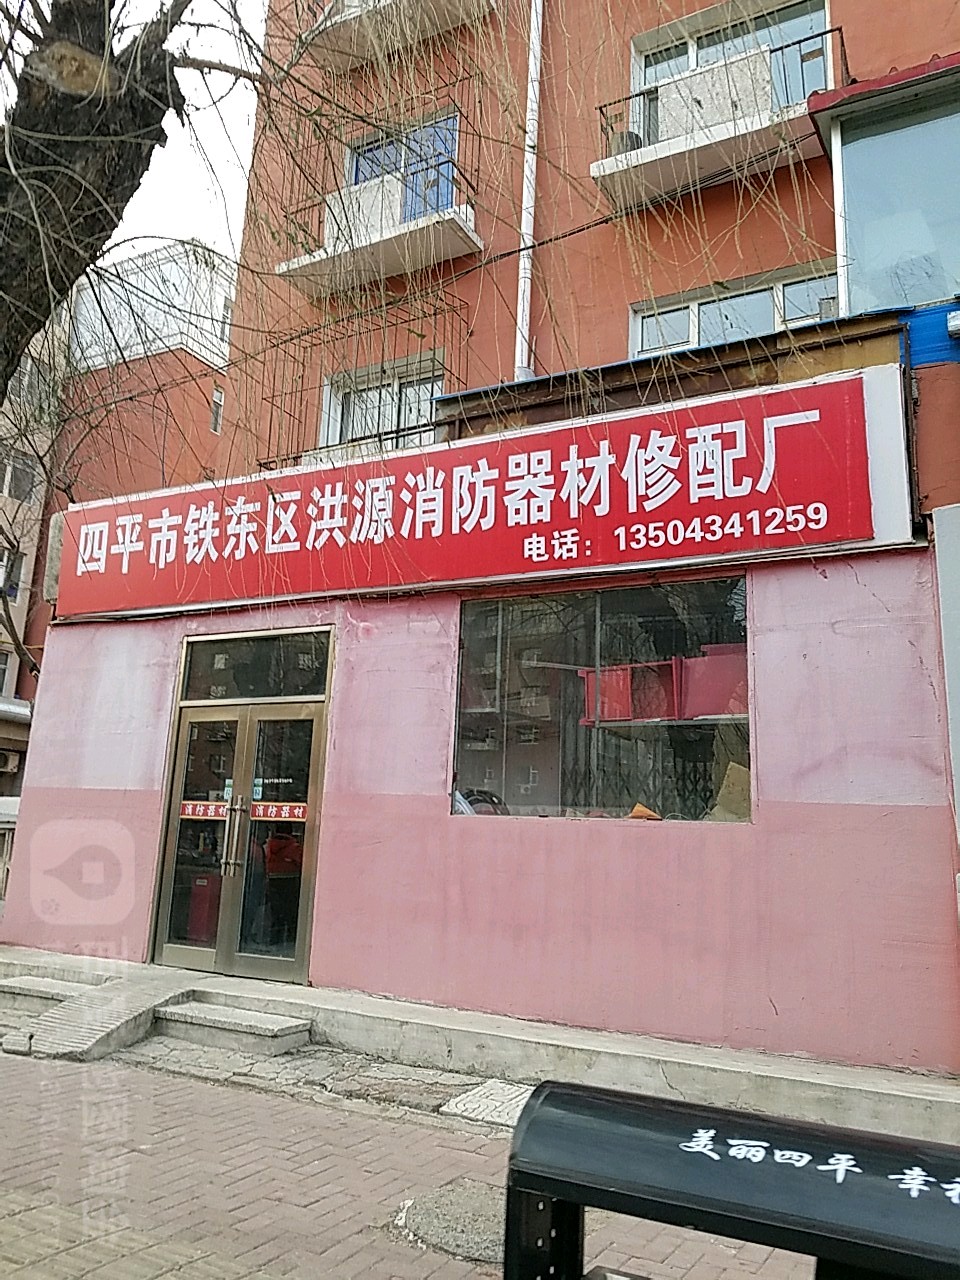 四平市铁东区洪源消防器材修配厂
电话：13504341259
消防器材 消防器材
美丽四平 幸